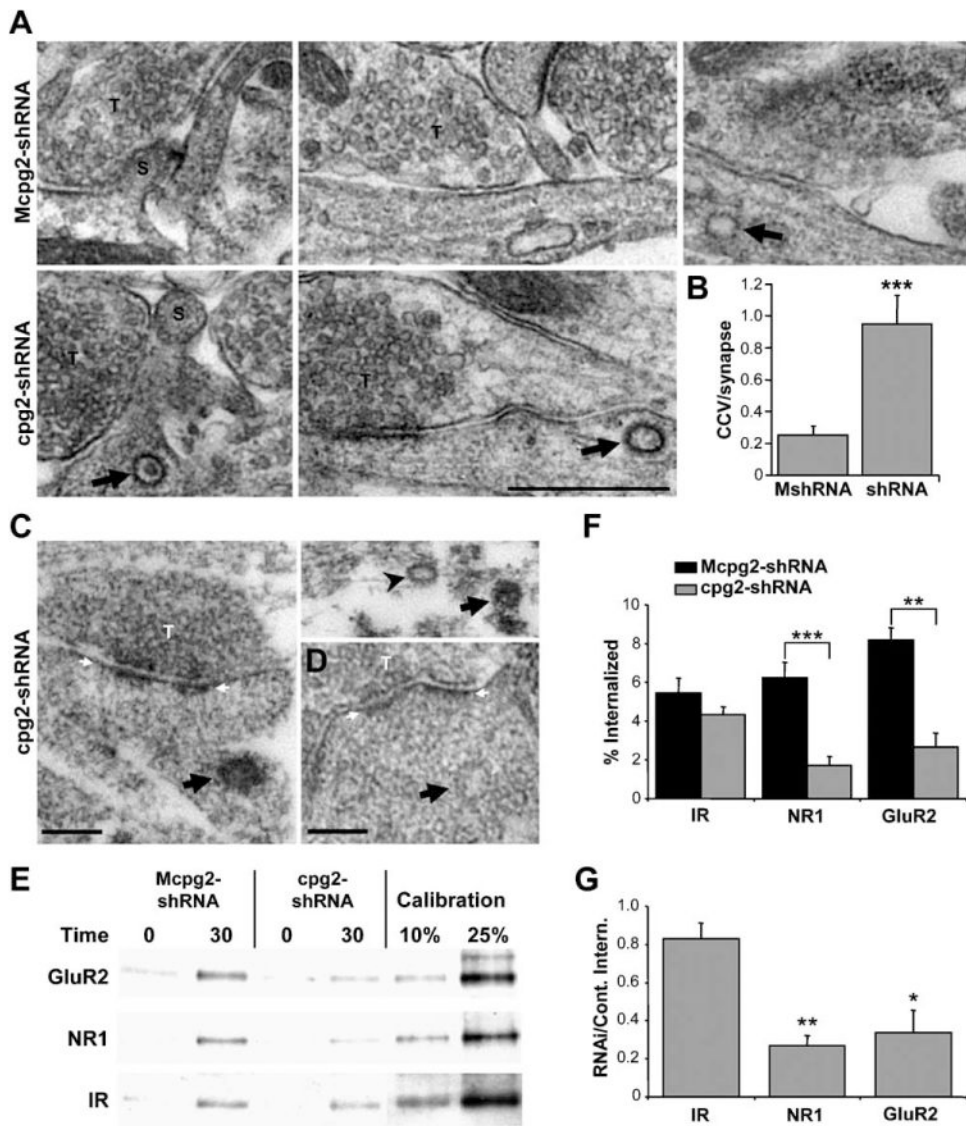 A
Mcpg2-shRNA
T
S
T
cpg2-shRNA
T
S
T
B
CCV/synapse
1.2
1.0
0.8
0.6
0.4
0.2
0
***
MshRNA shRNA
C
cpg2-shRNA
T
D
T
E
Mcpg2-shRNA cpg2-shRNA Calibration
Time 0 30 0 30 10% 25%
GluR2
NR1
IR
F
Mcpg2-shRNA
cpg2-shRNA
% Internalized
10
8
6
4
2
0
***
**
IR NR1 GluR2
G
RNAi/Cont. Intern.
1.0
0.8
0.6
0.4
0.2
0
**
*
IR NR1 GluR2